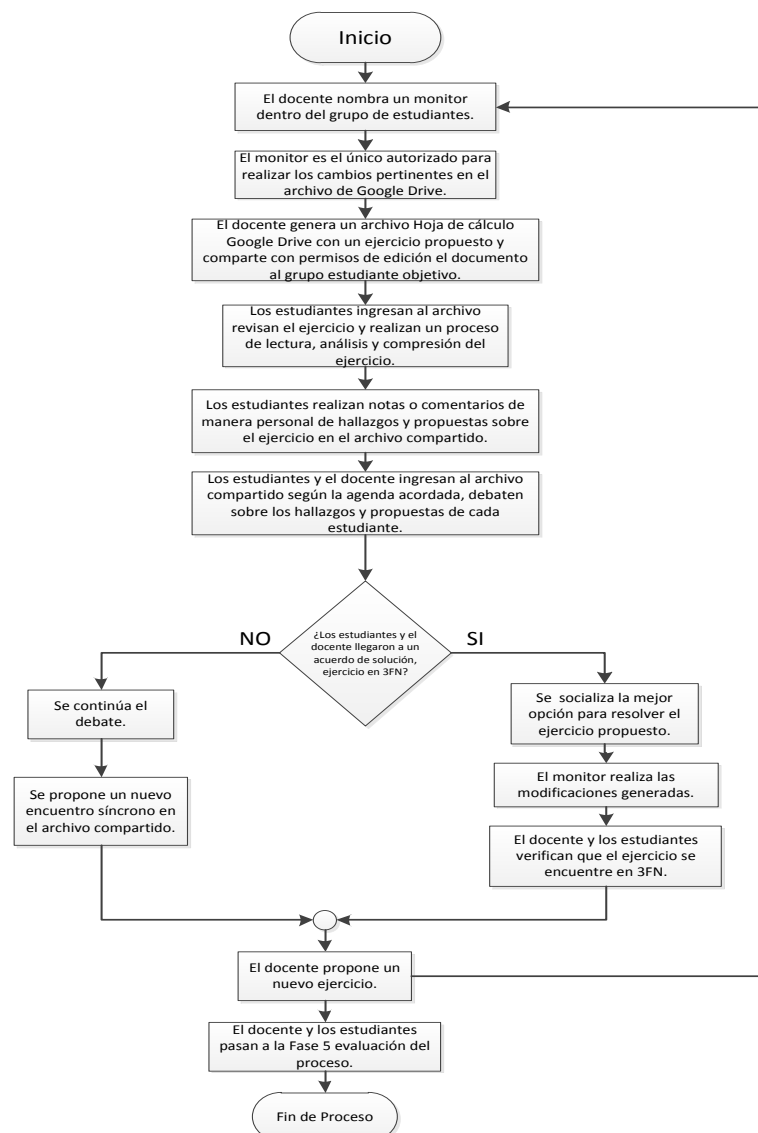 Inicio
El docente nombra un monitor
dentro del grupo de estudiantes.
El monitor es el único autorizado para
realizar los cambios pertinentes en el
archivo de Google Drive.
El docente genera un archivo Hoja de cálculo
Google Drive con un ejercicio propuesto y
comparte con permisos de edición el documento
al grupo estudiante objetivo.
Los estudiantes ingresan al archivo
revisan el ejercicio y realizan un proceso
de lectura, análisis y compresión del
ejercicio.
Los estudiantes realizan notas o comentarios de
manera personal de hallazgos y propuestas sobre
el ejercicio en el archivo compartido.
Los estudiantes y el docente ingresan al archivo
compartido según la agenda acordada, debaten
sobre los hallazgos y propuestas de cada
estudiante.
¿Los estudiantes y el
docente llegaron a un
acuerdo de solución,
ejercicio en 3FN?
NO
SI
Se continúa el
debate.
Se propone un nuevo
encuentro síncrono en
el archivo compartido.
Se socializa la mejor
opción para resolver el
ejercicio propuesto.
El monitor realiza las
modificaciones generadas.
El docente y los estudiantes
verifican que el ejercicio se
encuentre en 3FN.
El docente propone un
nuevo ejercicio.
El docente y los estudiantes
pasan a la Fase 5 evaluación del
proceso.
Fin de Proceso